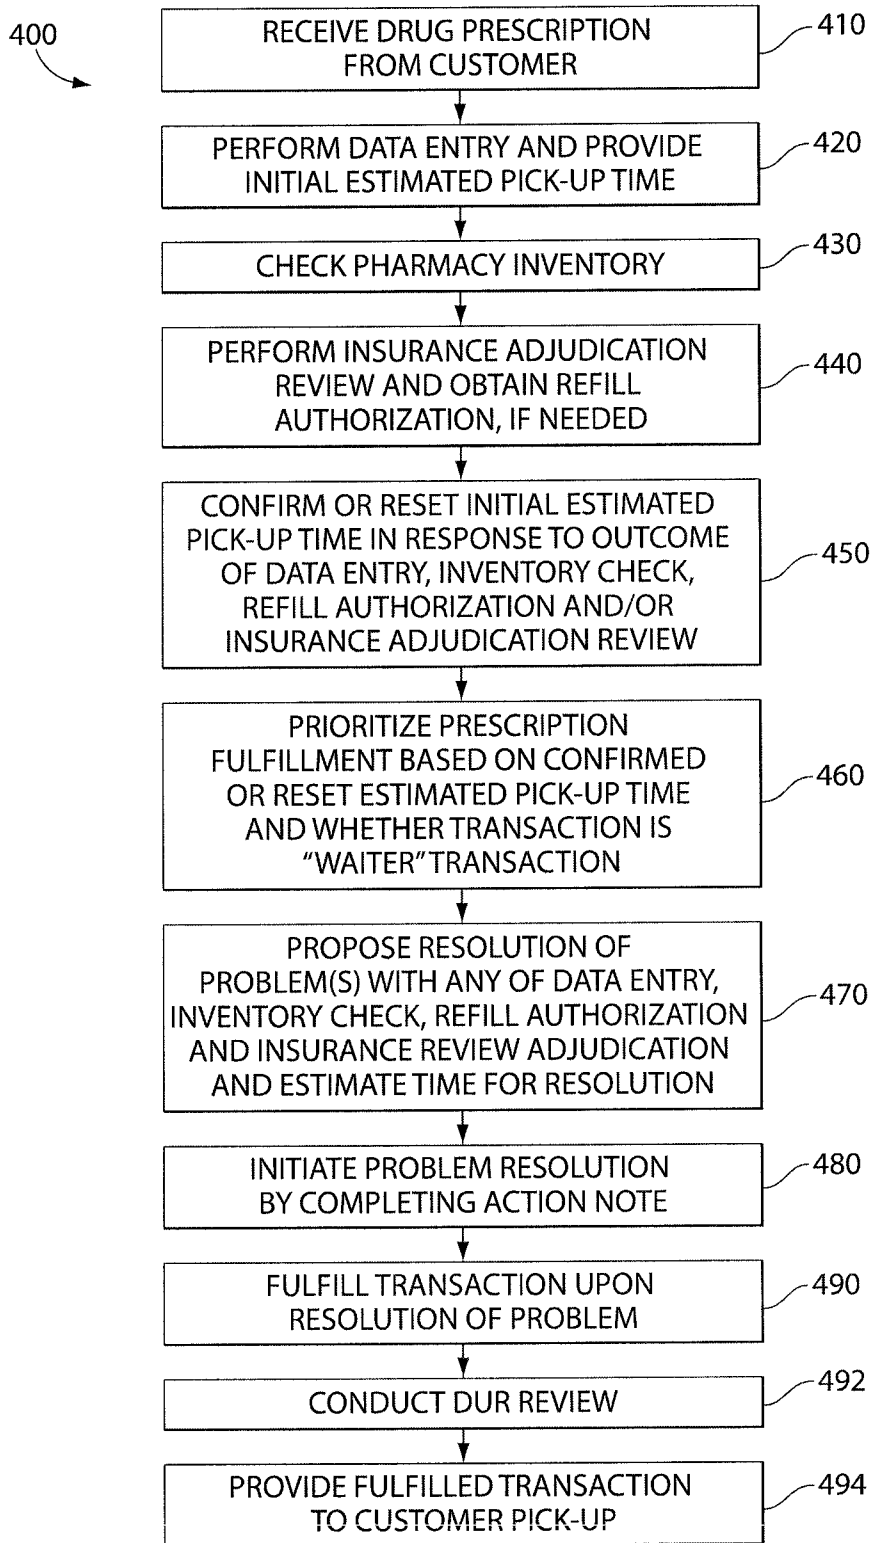 400
RECEIVE DRUG PRESCRIPTION
FROM CUSTOMER
410
PERFORM DATA ENTRY AND PROVIDE
INITIAL ESTIMATED PICK-UP TIME
420
CHECK PHARMACY INVENTORY
430
PERFORM INSURANCE ADJUDICATION
REVIEW AND OBTAIN REFILL
AUTHORIZATION, IF NEEDED
440
CONFIRM OR RESET INITIAL ESTIMATED
PICK-UP TIME IN RESPONSE TO OUTCOME
OF DATA ENTRY, INVENTORY CHECK,
REFILL AUTHORIZATION AND/OR
INSURANCE ADJUDICATION REVIEW
450
PRIORITIZE PRESCRIPTION
FULFILLMENT BASED ON CONFIRMED
OR RESET ESTIMATED PICK-UP TIME
AND WHETHER TRANSACTION IS
“WAITER” TRANSACTION
460
PROPOSE RESOLUTION OF
PROBLEM(S) WITH ANY OF DATA ENTRY,
INVENTORY CHECK, REFILL AUTHORIZATION
AND INSURANCE REVIEW ADJUDICATION
AND ESTIMATE TIME FOR RESOLUTION
470
INITIATE PROBLEM RESOLUTION
BY COMPLETING ACTION NOTE
480
FULFILL TRANSACTION UPON
RESOLUTION OF PROBLEM
490
CONDUCT DUR REVIEW
492
PROVIDE FULFILLED TRANSACTION
TO CUSTOMER PICK-UP
494